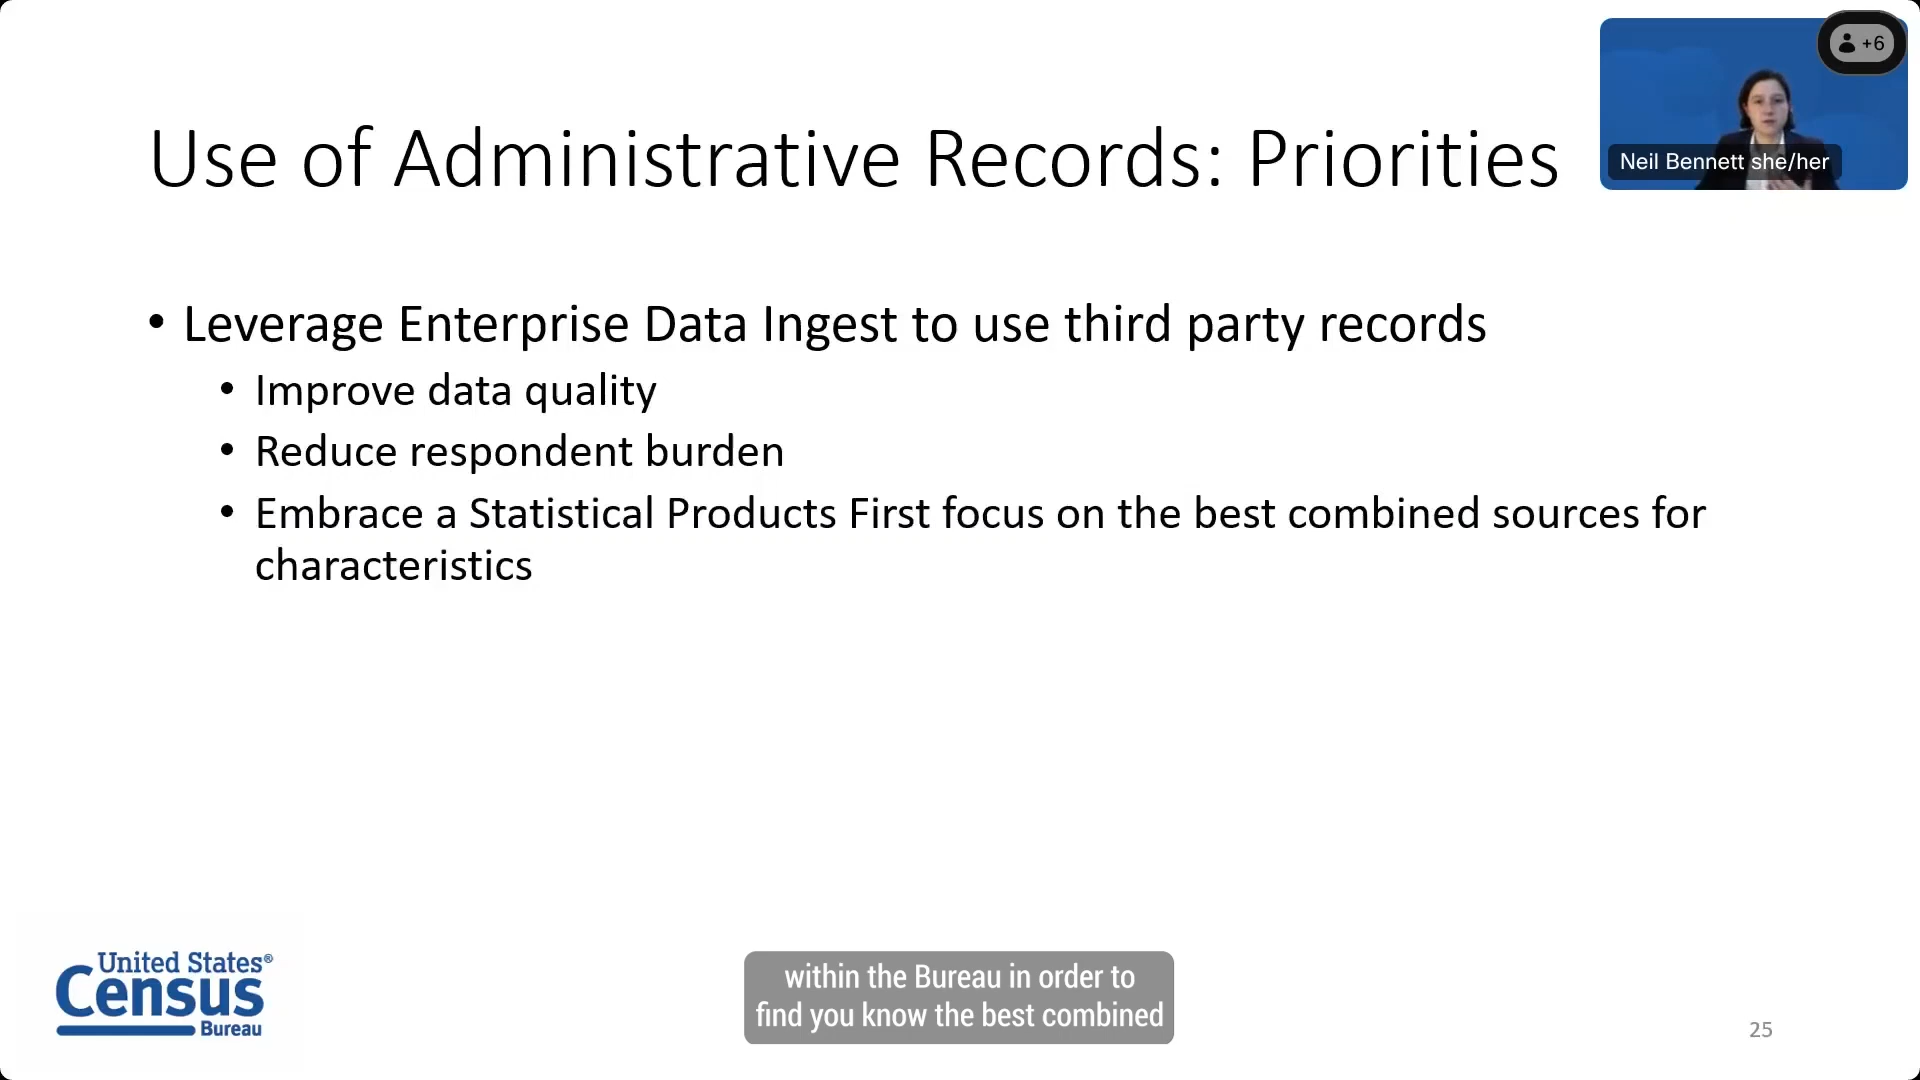 +6
Neil Bennett she/her
Use of Administrative Records: Priorities
• Leverage Enterprise Data Ingest to use third party records
• Improve data quality
• Reduce respondent burden
• Embrace a Statistical Products First focus on the best combined sources for
characteristics
United States®
Census
Bureau
within the Bureau in order to
find you know the best combined
25